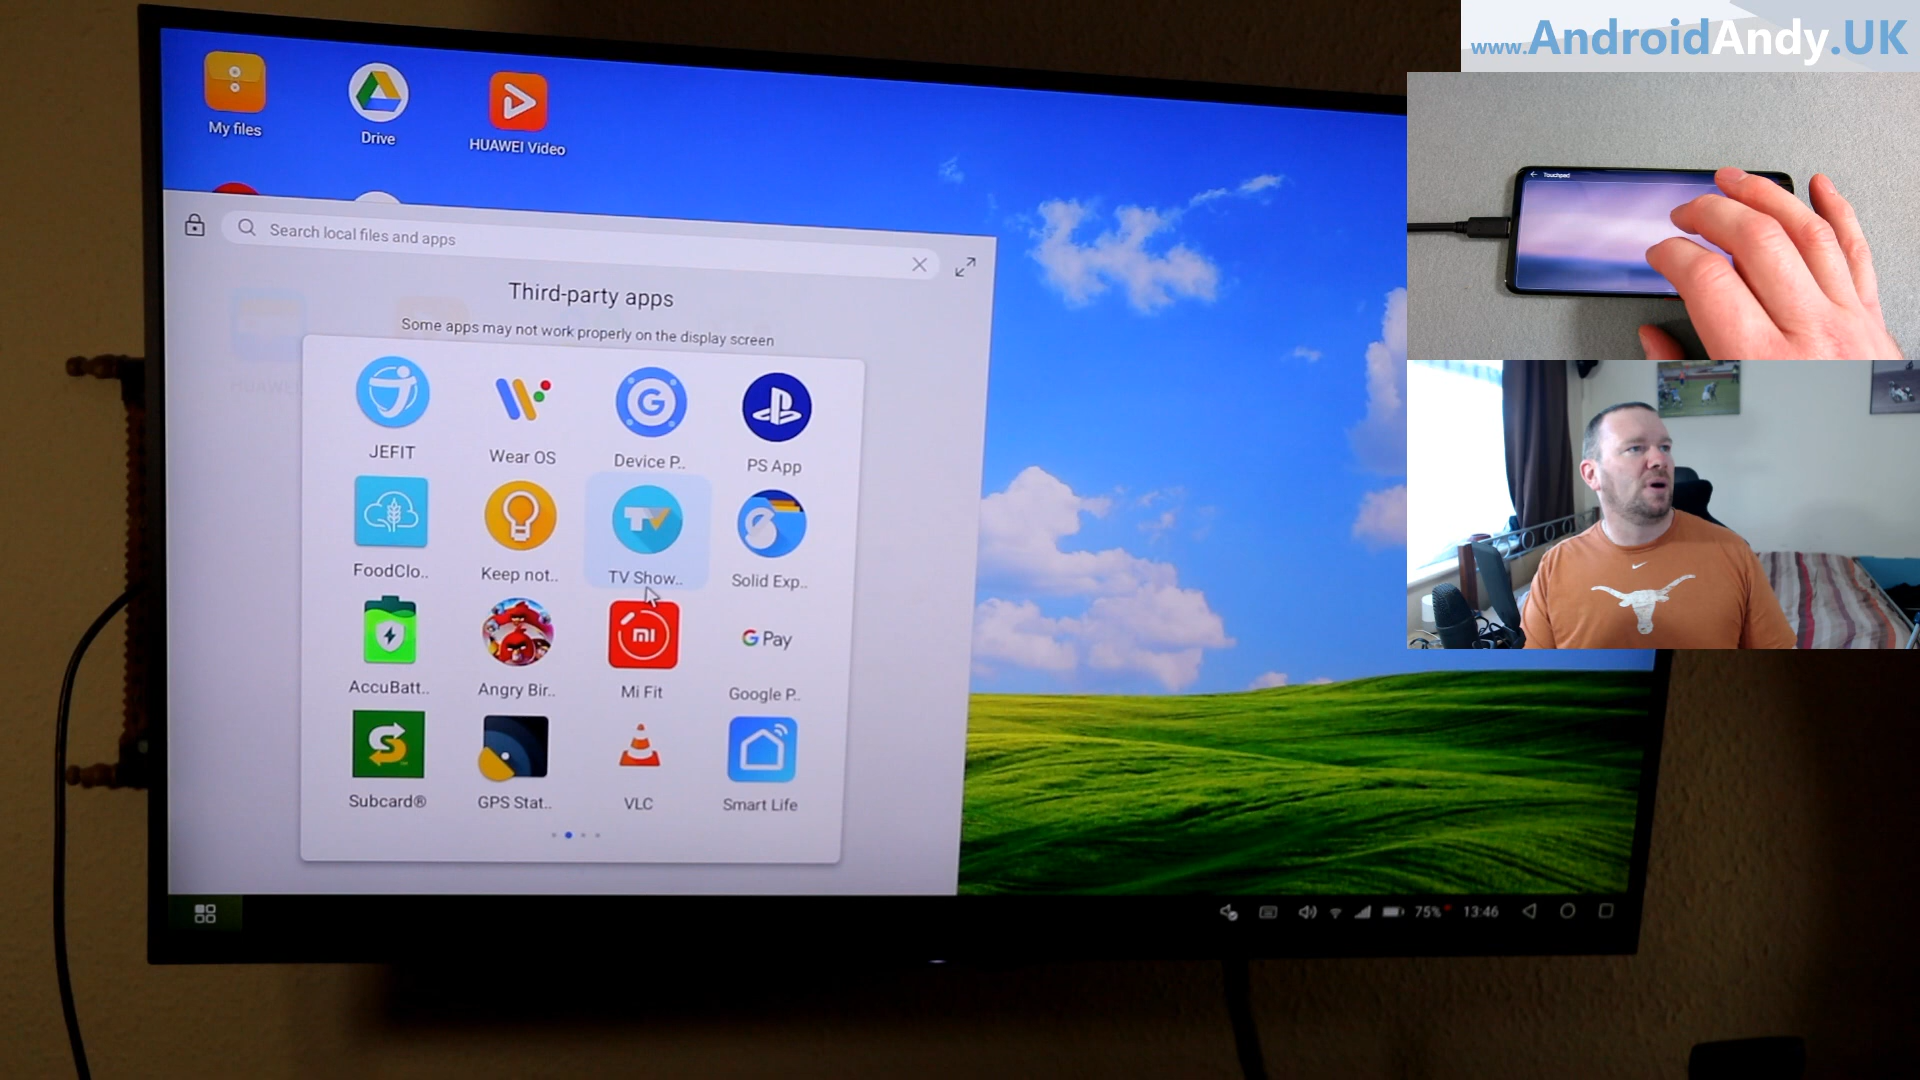 www.AndroidAndy.UK
My files
Drive
HUAWEI Video
Search local files and apps
Third-party apps
Some apps may not work properly on the display screen
HUAWEI
JEFIT
Wear OS
Device P..
PS App
FoodClo..
Keep not..
TV Show..
Solid Exp..
AccuBatt..
Angry Bir..
Mi Fit
G Pay
Google P..
Subcard®
GPS Stat..
VLC
Smart Life
75%
13:46
Touchpad